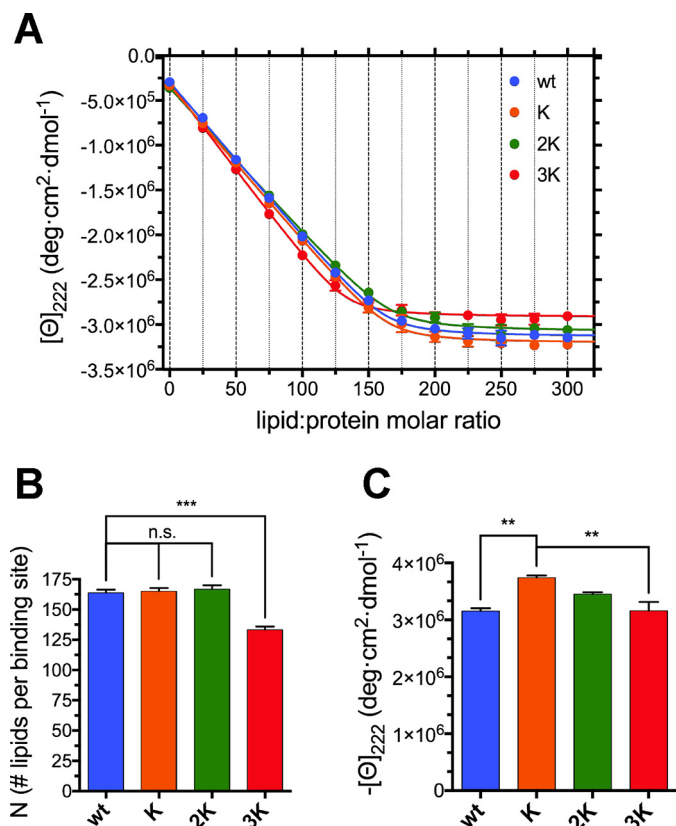 A
0.0
-5.0×10⁵
-1.0×10⁶
-1.5×10⁶
-2.0×10⁶
-2.5×10⁶
-3.0×10⁶
-3.5×10⁶
[Θ]₂₂₂ (deg·cm²·dmol⁻¹)
wt
K
2K
3K
0 50 100 150 200 250 300
lipid:protein molar ratio
B
***
n.s.
175
150
125
100
75
50
25
0
N (# lipids per binding site)
wt K 2K 3K
C
** **
4×10⁶
3×10⁶
2×10⁶
1×10⁶
0
-[Θ]₂₂₂ (deg·cm²·dmol⁻¹)
wt K 2K 3K